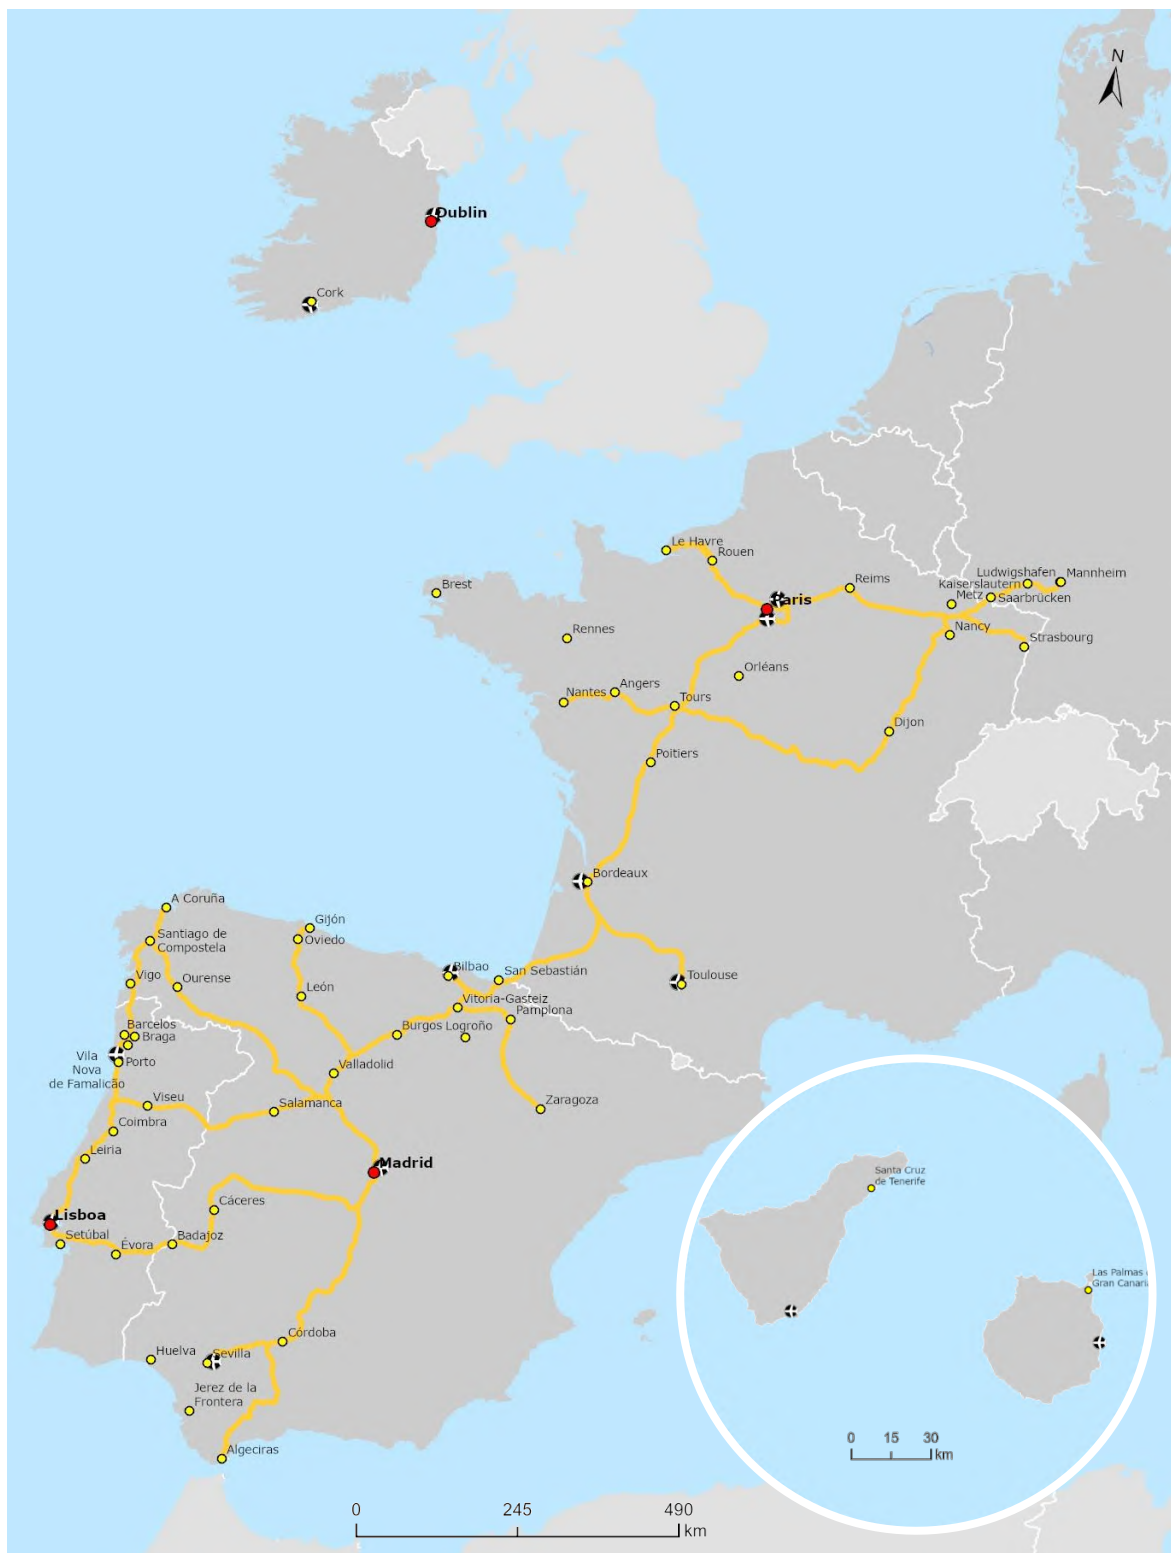 N
Dublin
Cork
Le Havre
Rouen
Brest
Paris
Reims
Ludwigshafen
Mannheim
Kaiserslautern
Metz
Saarbrücken
Rennes
Nancy
Strasbourg
Orléans
Nantes
Angers
Tours
Dijon
Poitiers
Bordeaux
A Coruña
Gijón
Santiago de
Compostela
Oviedo
Bilbao
San Sebastián
Toulouse
Vigo
Ourense
León
Vitoria-Gasteiz
Pamplona
Barcelos
Braga
Burgos
Logroño
Vila
Nova
de Famalicão
Porto
Valladolid
Viseu
Salamanca
Zaragoza
Coimbra
Leiria
Madrid
Santa Cruz
de Tenerife
Lisboa
Cáceres
Setúbal
Évora
Badajoz
Las Palmas
Gran Canaria
Córdoba
Huelva
Sevilla
Jerez de la
Frontera
Algeciras
0 15 30
km
0 245 490
km